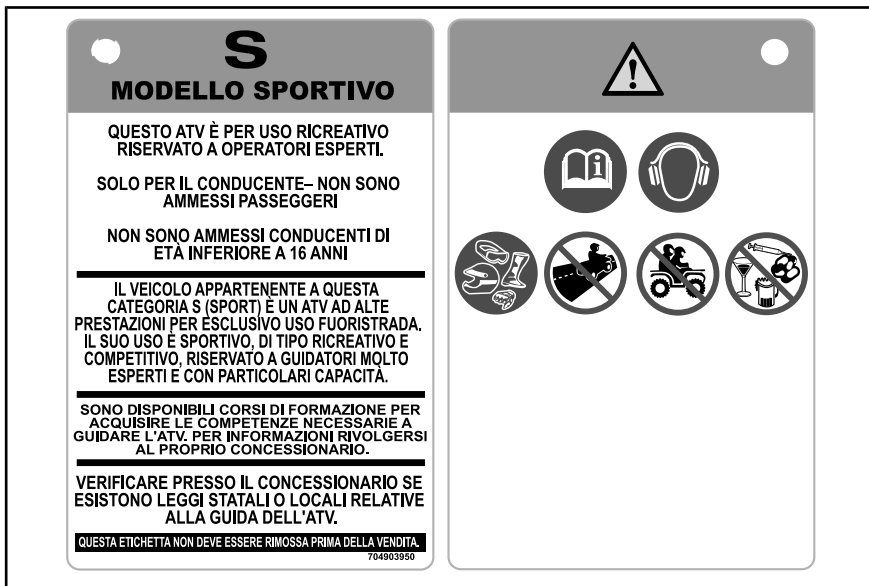 S
MODELLO SPORTIVO
QUESTO ATV È PER USO RICREATIVO
RISERVATO A OPERATORI ESPERTI.
SOLO PER IL CONDUCENTE– NON SONO
AMMESSI PASSEGGERI
NON SONO AMMESSI CONDUCENTI DI
ETÀ INFERIORE A 16 ANNI
IL VEICOLO APPARTENENTE A QUESTA
CATEGORIA S (SPORT) È UN ATV AD ALTE
PRESTAZIONI PER ESCLUSIVO USO FUORISTRADA.
IL SUO USO È SPORTIVO, DI TIPO RICREATIVO E
COMPETITIVO, RISERVATO A GUIDATORI MOLTO
ESPERTI E CON PARTICOLARI CAPACITÀ.
SONO DISPONIBILI CORSI DI FORMAZIONE PER
ACQUISIRE LE COMPETENZE NECESSARIE A
GUIDARE L'ATV. PER INFORMAZIONI RIVOLGERSI
AL PROPRIO CONCESSIONARIO.
VERIFICARE PRESSO IL CONCESSIONARIO SE
ESISTONO LEGGI STATALI O LOCALI RELATIVE
ALLA GUIDA DELL'ATV.
QUESTA ETICHETTA NON DEVE ESSERE RIMOSSA PRIMA DELLA VENDITA.
704903950